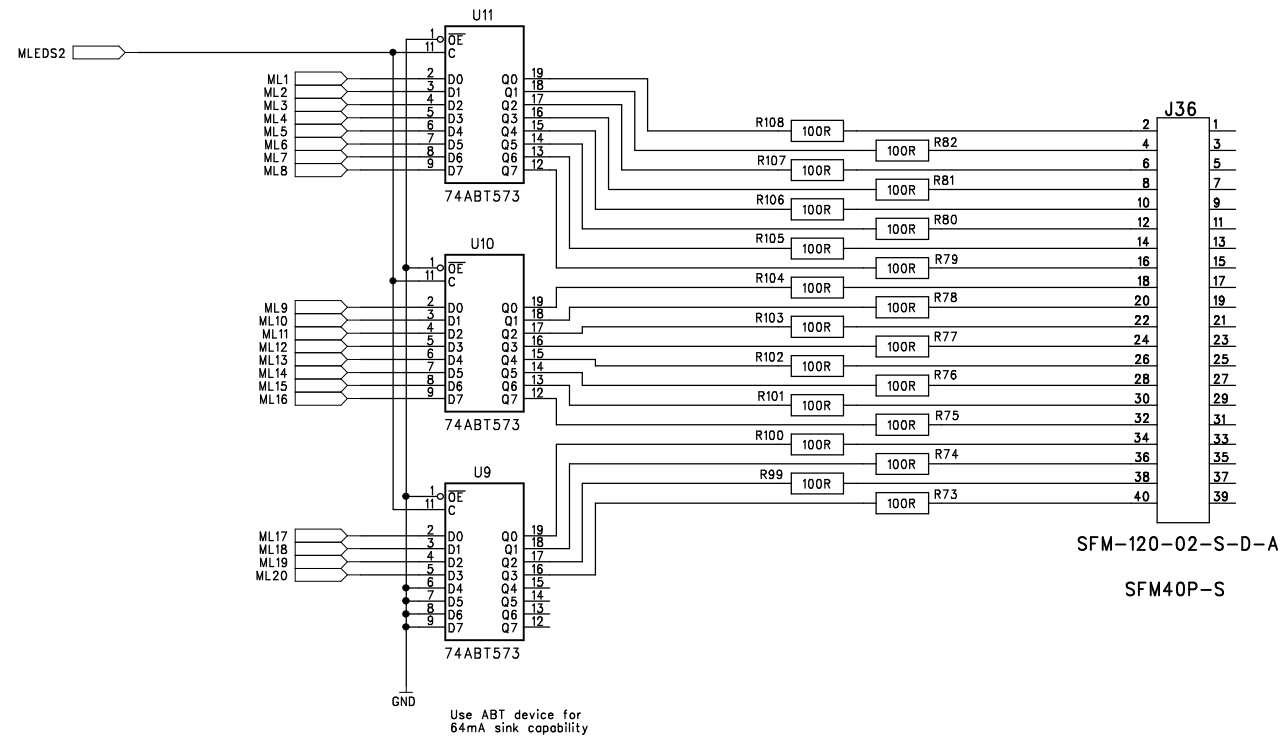 MLEDS2
U11
1 OE
11 C
ML1 2 D0 Q0 19
ML2 3 D1 Q1 18
ML3 4 D2 Q2 17
ML4 5 D3 Q3 16
ML5 6 D4 Q4 15
ML6 7 D5 Q5 14
ML7 8 D6 Q6 13
ML8 9 D7 Q7 12
74ABT573
U10
1 OE
11 C
ML9 2 D0 Q0 19
ML10 3 D1 Q1 18
ML11 4 D2 Q2 17
ML12 5 D3 Q3 16
ML13 6 D4 Q4 15
ML14 7 D5 Q5 14
ML15 8 D6 Q6 13
ML16 9 D7 Q7 12
74ABT573
U9
1 OE
11 C
ML17 2 D0 Q0 19
ML18 3 D1 Q1 18
ML19 4 D2 Q2 17
ML20 5 D3 Q3 16
6 D4 Q4 15
7 D5 Q5 14
8 D6 Q6 13
9 D7 Q7 12
74ABT573
GND
Use ABT device for
64mA sink capability
J36
R108 100R 2 1
100R R82 4 3
R107 100R 6 5
100R R81 8 7
R106 100R 10 9
100R R80 12 11
R105 100R 14 13
100R R79 16 15
R104 100R 18 17
100R R78 20 19
R103 100R 22 21
100R R77 24 23
R102 100R 26 25
100R R76 28 27
R101 100R 30 29
100R R75 32 31
R100 100R 34 33
100R R74 36 35
R99 100R 38 37
100R R73 40 39
SFM-120-02-S-D-A
SFM40P-S